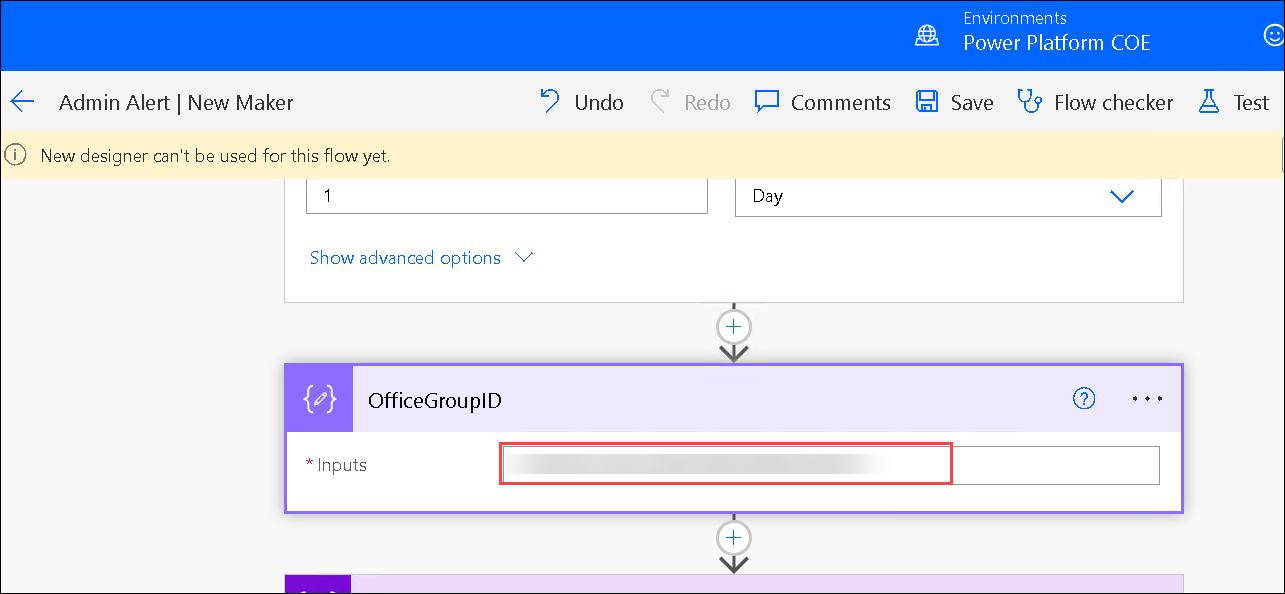 Environments
Power Platform COE
Admin Alert | New Maker
Undo
Redo
Comments
Save
Flow checker
Test
New designer can't be used for this flow yet.
1
Day
Show advanced options
OfficeGroupID
* Inputs